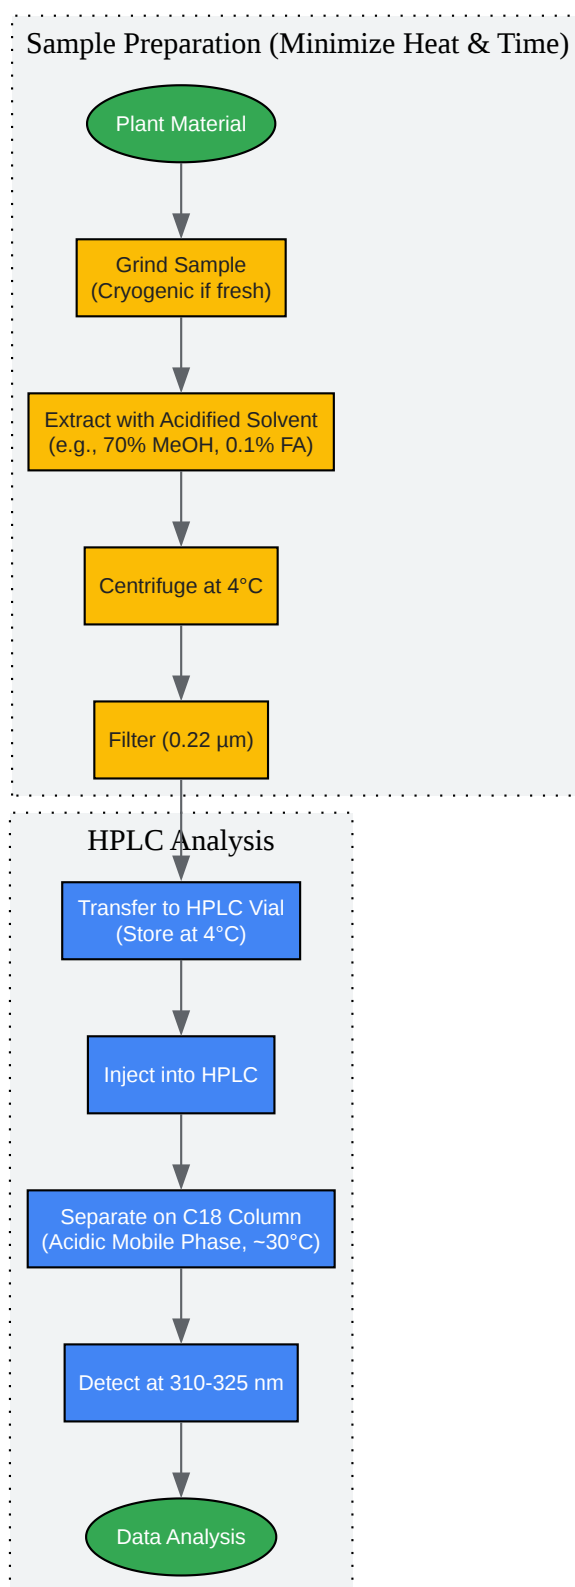 Sample Preparation (Minimize Heat & Time)
Plant Material
Grind Sample
(Cryogenic if fresh)
Extract with Acidified Solvent
(e.g., 70% MeOH, 0.1% FA)
Centrifuge at 4°C
Filter (0.22 µm)
HPLC Analysis
Transfer to HPLC Vial
(Store at 4°C)
Inject into HPLC
Separate on C18 Column
(Acidic Mobile Phase, ~30°C)
Detect at 310-325 nm
Data Analysis